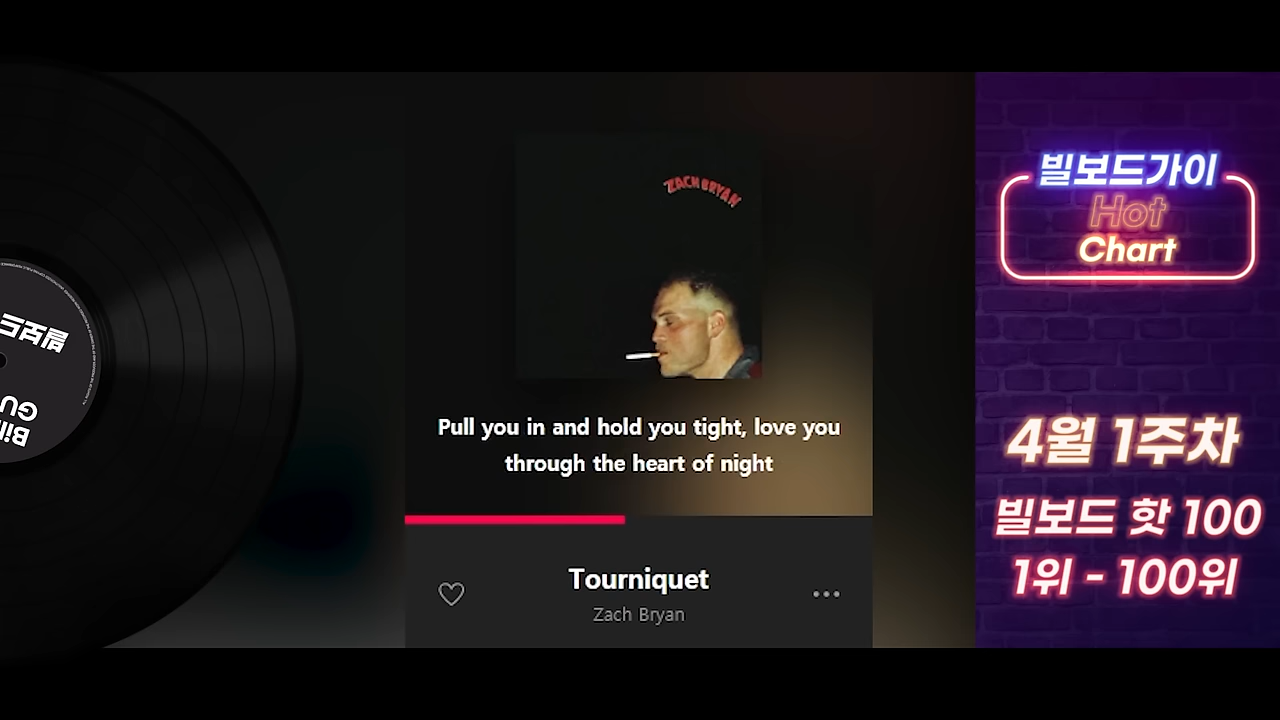 ZACH BRYAN
Pull you in and hold you tight, love you
through the heart of night
Tourniquet
Zach Bryan
빌보드가이
Hot
Chart
4월 1주차
빌보드 핫 100
1위 - 100위